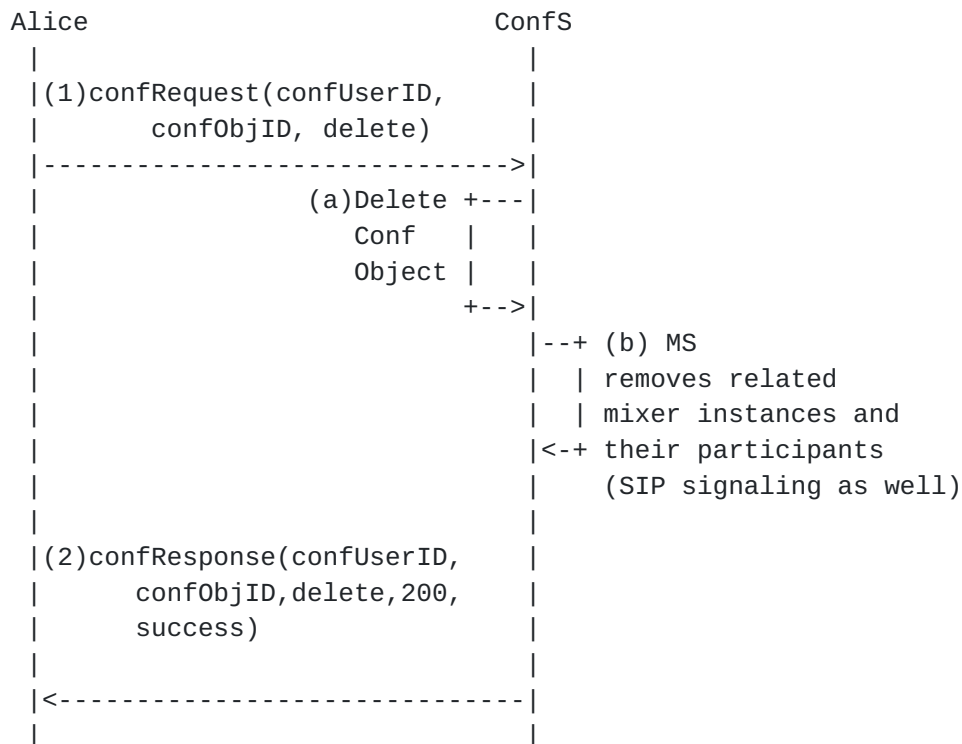 Alice                          ConfS
  |                               |
  |(1)confRequest(confUserID,     |
  |       confObjID, delete)      |
  |------------------------------>|
  |                 (a)Delete +---|
  |                    Conf   |   |
  |                    Object |   |
  |                           +-->|
  |                               |--+ (b) MS
  |                               |  | removes related
  |                               |  | mixer instances and
  |                               |<-+ their participants
  |                               |    (SIP signaling as well)
  |                               |
  |(2)confResponse(confUserID,    |
  |      confObjID,delete,200,    |
  |      success)                 |
  |                               |
  |<------------------------------|
  |                               |